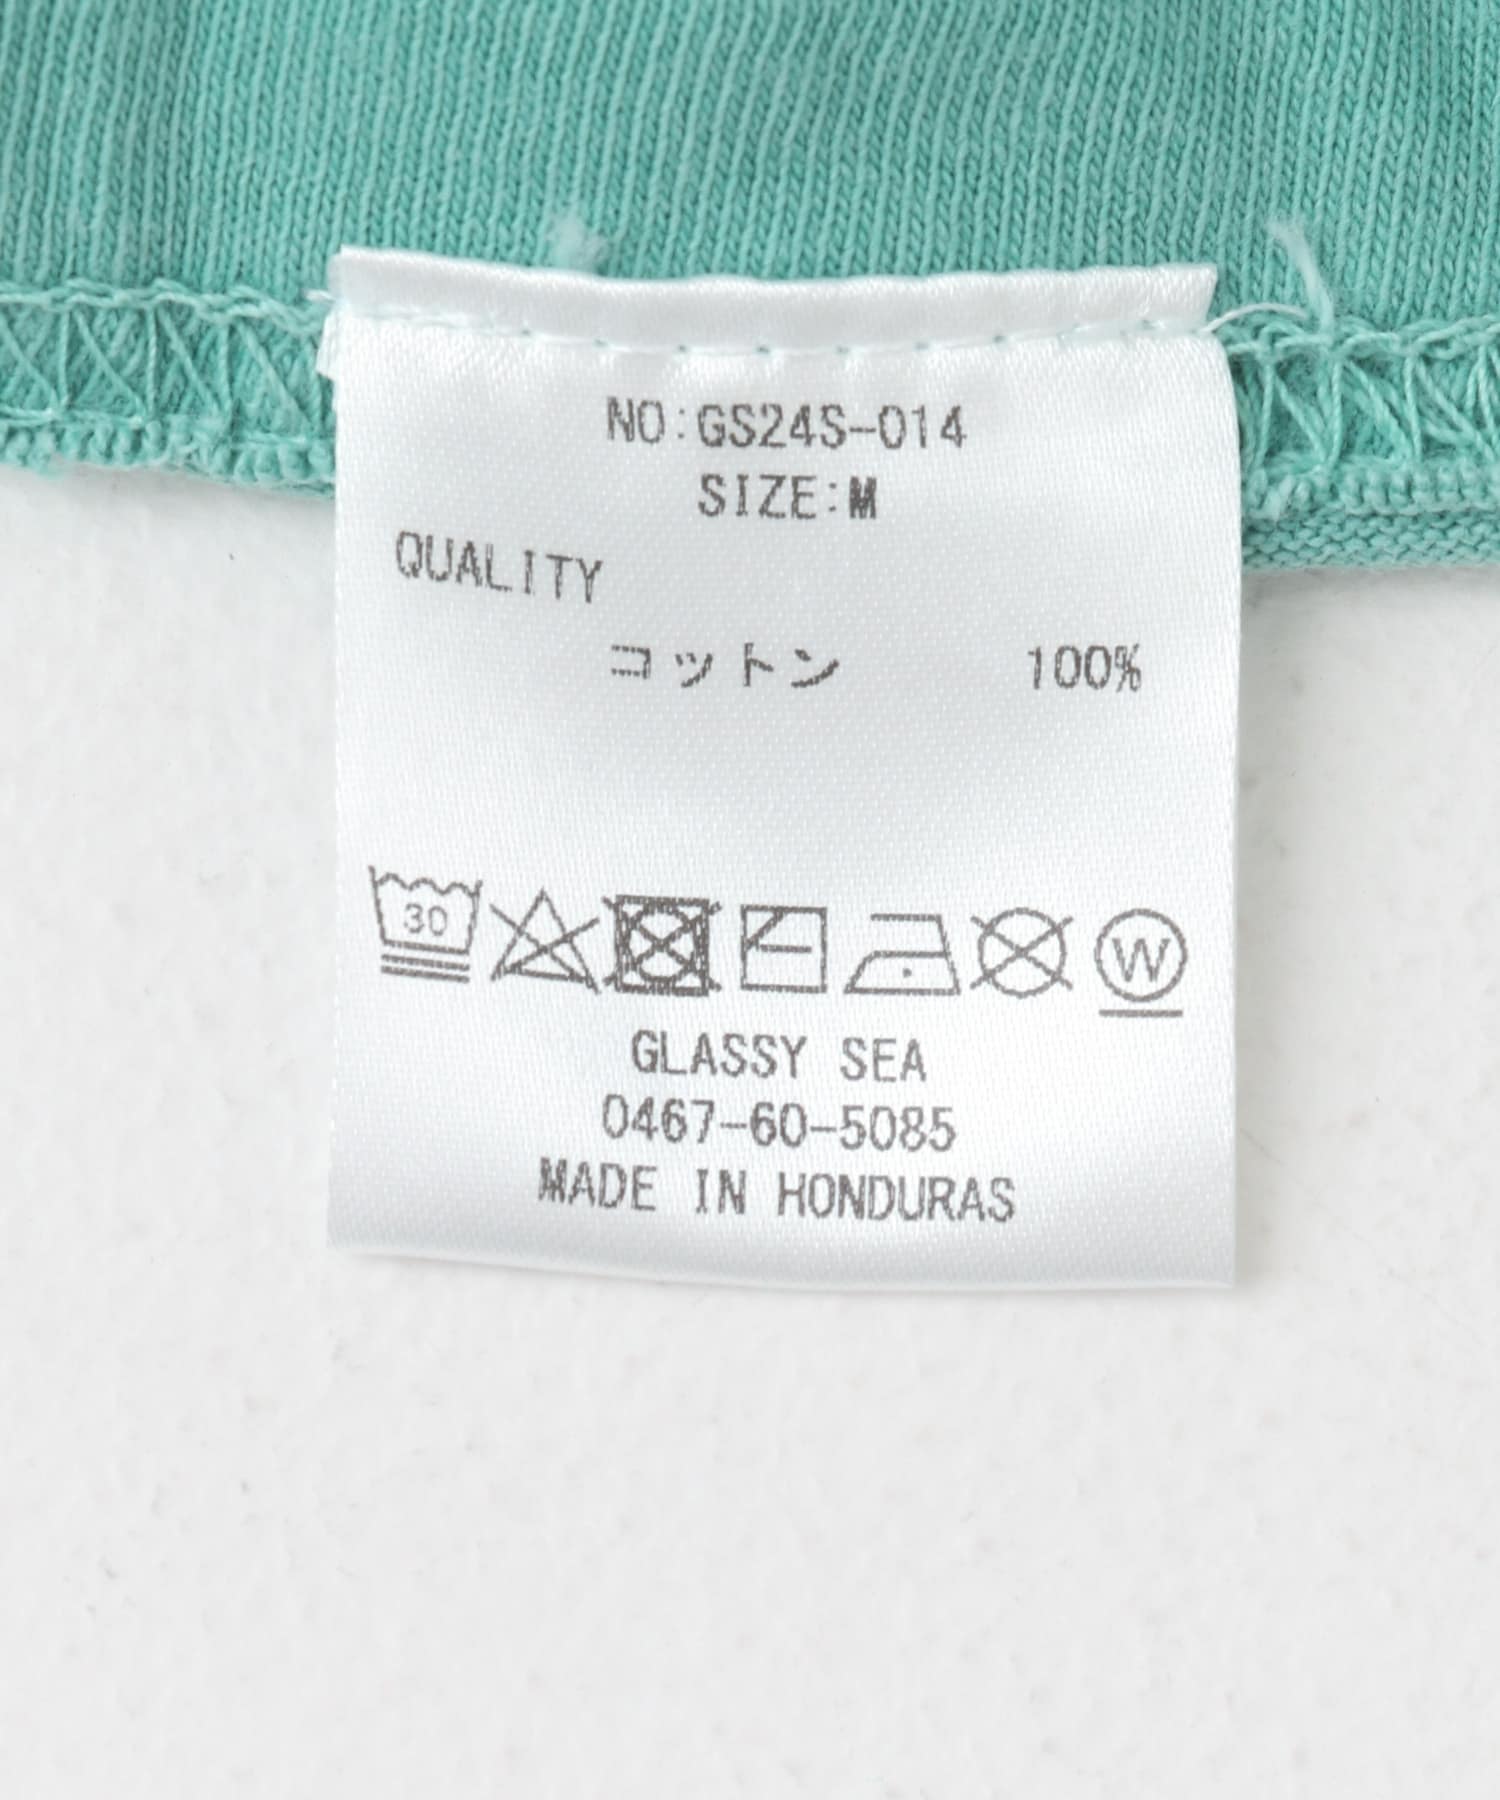 NO:GS24S-014
SIZE:M
QUALITY
コットン 100%
30
W
GLASSY SEA
0467-60-5085
MADE IN HONDURAS